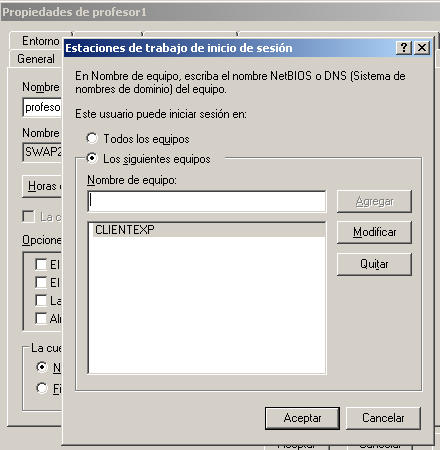 Propiedades de profesor1
Entorno
General
Estaciones de trabajo de inicio de sesión
En Nombre de equipo, escriba el nombre NetBIOS o DNS (Sistema de
nombres de dominio) del equipo.
Este usuario puede iniciar sesión en:
Todos los equipos
Los siguientes equipos
Nombre de equipo:
Agregar
CLIENTEXP
Modificar
Quitar
Aceptar
Cancelar
Nombre
profeso
Nombre
SWAP2
Horas
La c
Opcione
El
El
La
Al
La cue
N
Fi
Aceptar